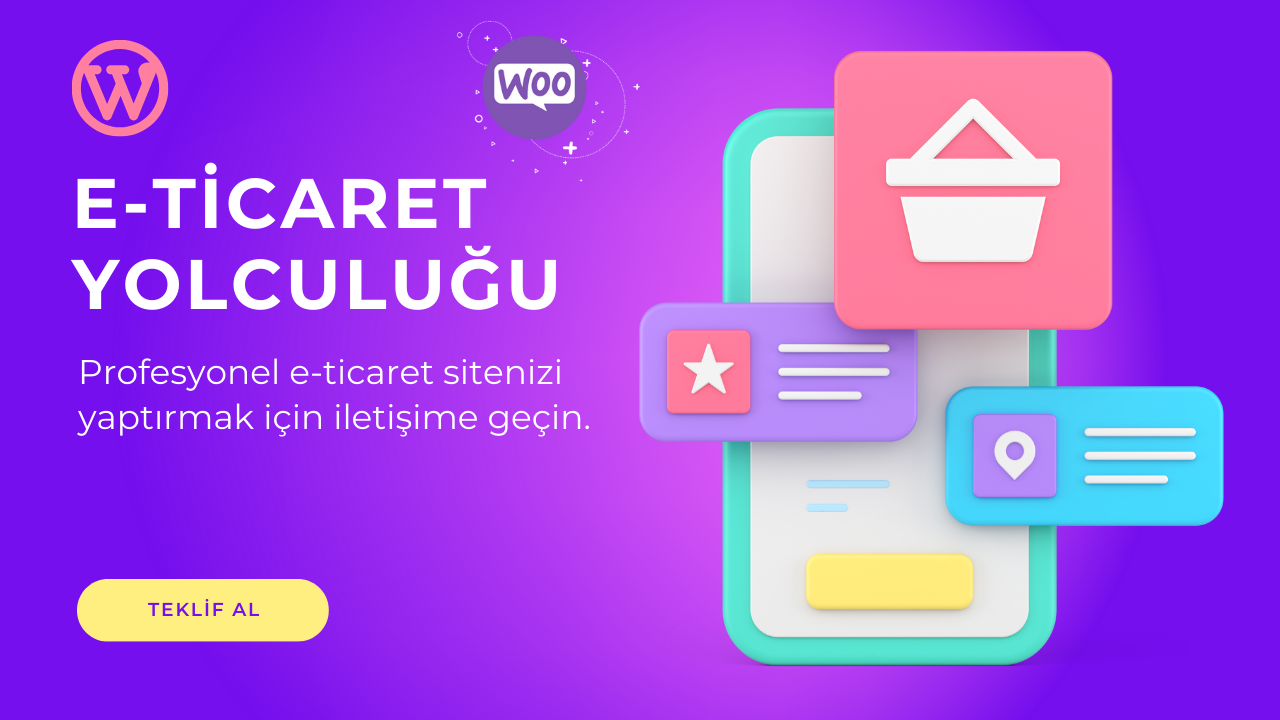 WOO
E-TİCARET
YOLCULUĞU
Profesyonel e-ticaret sitenizi
yaptırmak için iletişime geçin.
TEKLİF AL